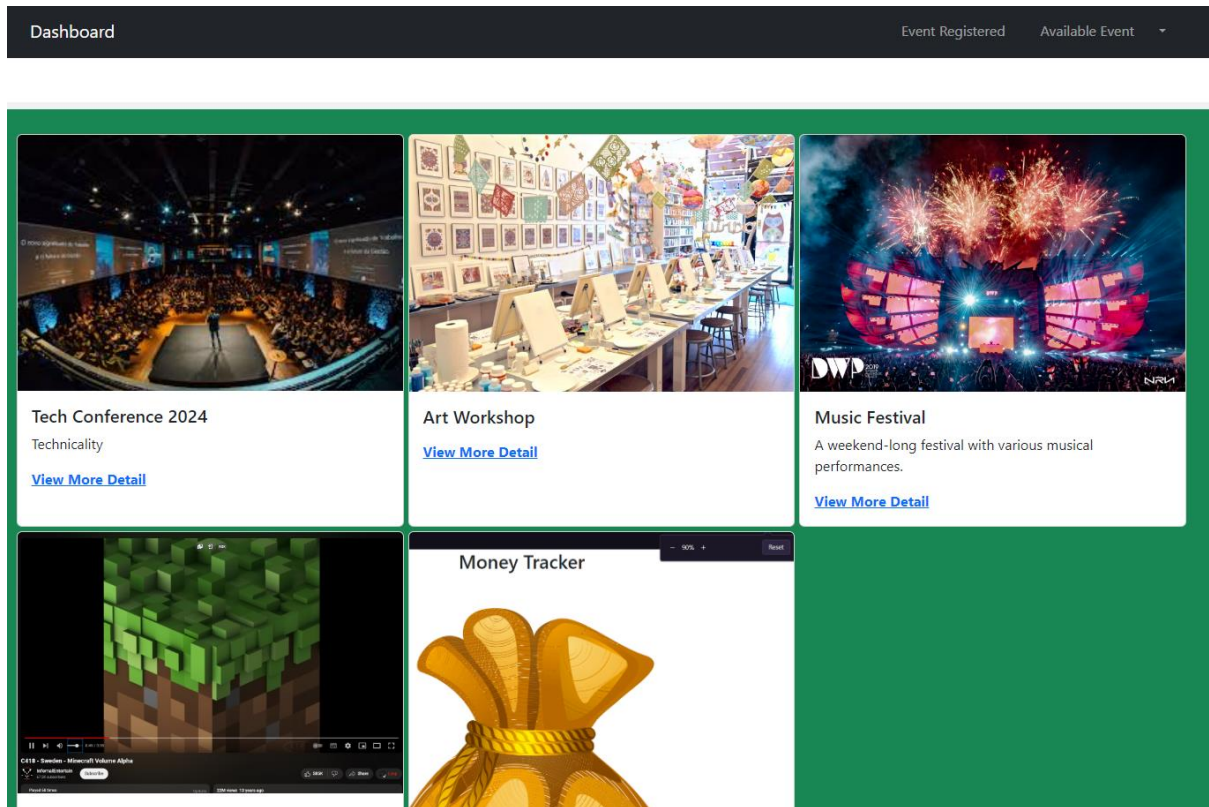 Dashboard
Event Registered
Available Event
Tech Conference 2024
Technicality
View More Detail
Art Workshop
View More Detail
DWP
2019
Music Festival
A weekend-long festival with various musical
performances.
View More Detail
C418 - Sweden - Minecraft Volume Alpha
Subscribe
Share
Money Tracker
90%
Reset